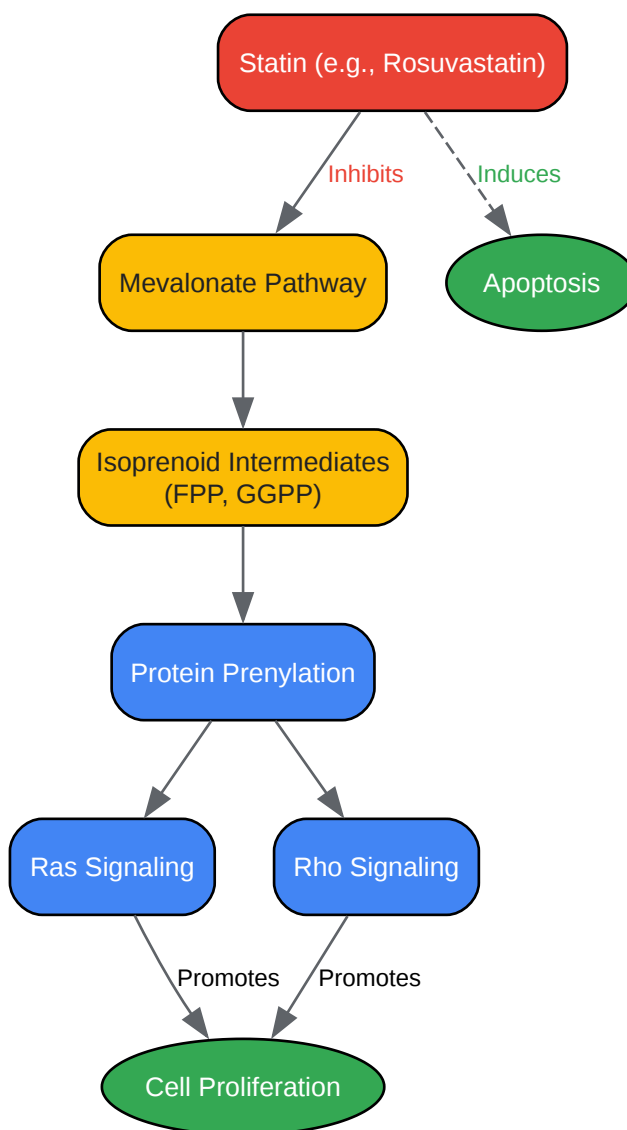 Statin (e.g., Rosuvastatin)
Inhibits
Induces
Mevalonate Pathway
Apoptosis
Isoprenoid Intermediates
(FPP, GGPP)
Protein Prenylation
Ras Signaling
Rho Signaling
Promotes
Promotes
Cell Proliferation